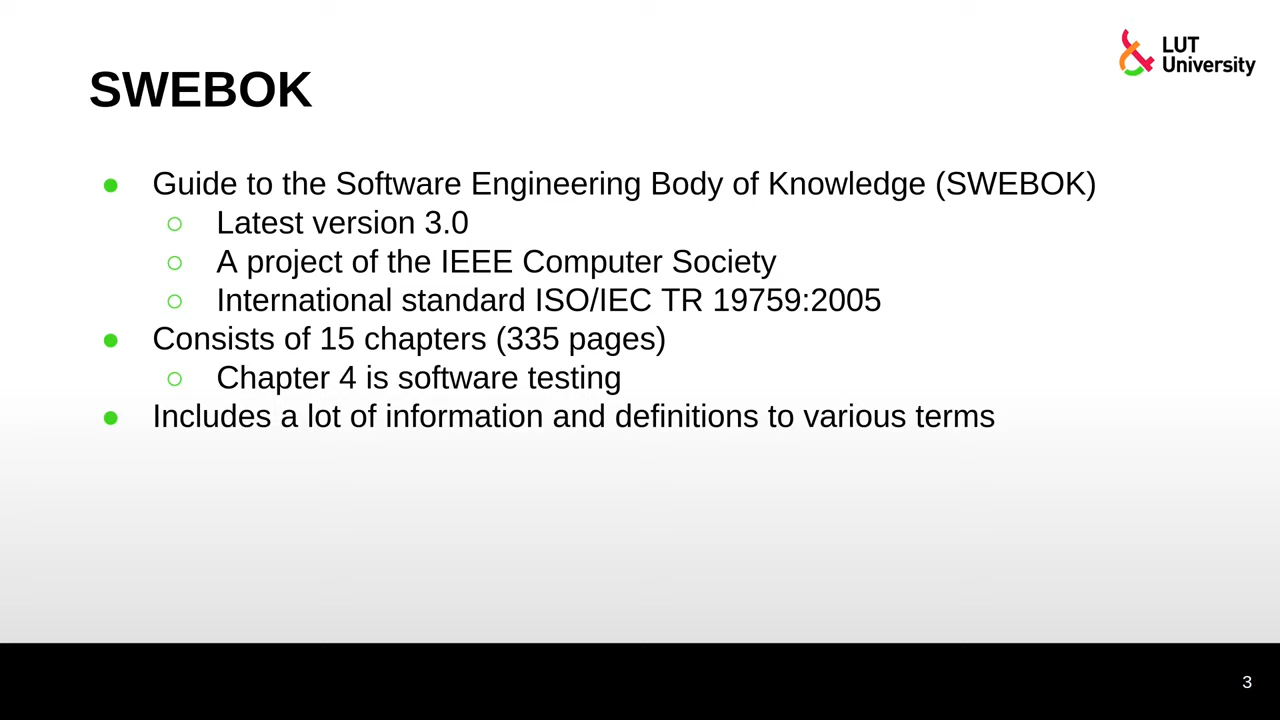 LUT
University
SWEBOK
● Guide to the Software Engineering Body of Knowledge (SWEBOK)
○ Latest version 3.0
○ A project of the IEEE Computer Society
○ International standard ISO/IEC TR 19759:2005
● Consists of 15 chapters (335 pages)
○ Chapter 4 is software testing
● Includes a lot of information and definitions to various terms
3